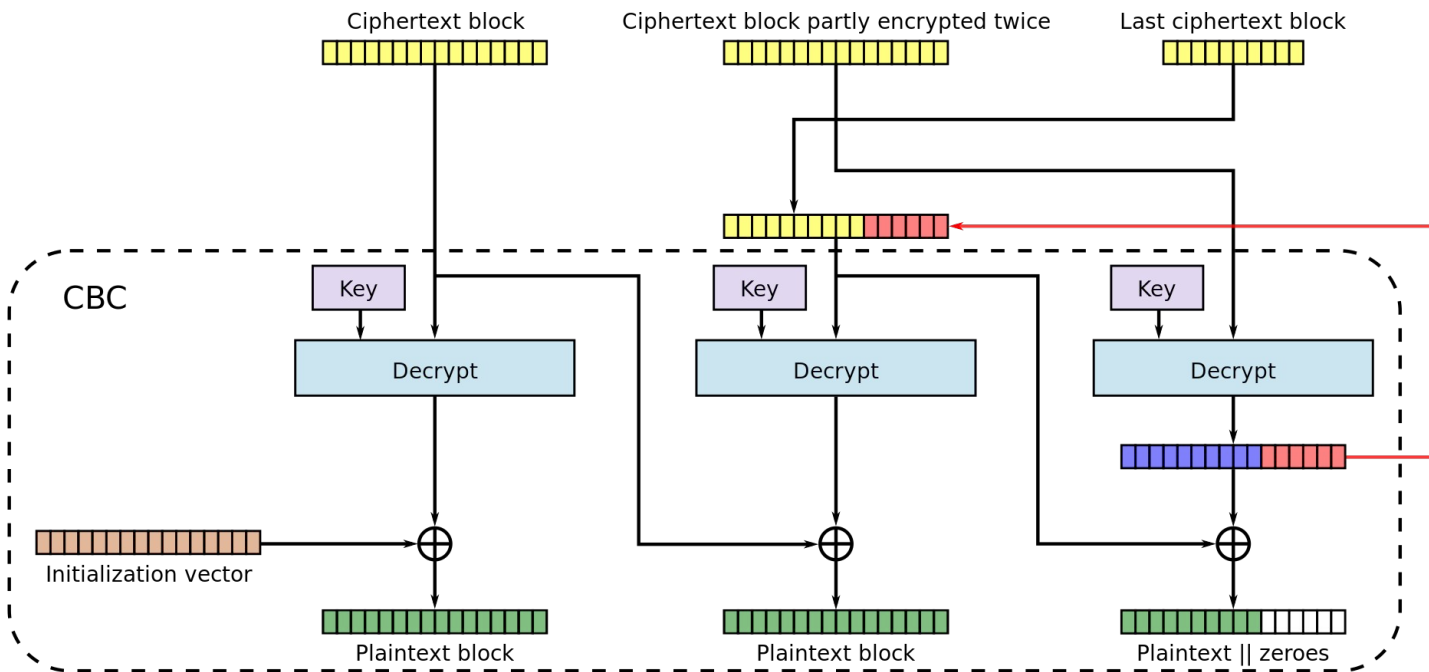 Ciphertext block
Ciphertext block partly encrypted twice
Last ciphertext block
CBC
Key
Key
Key
Decrypt
Decrypt
Decrypt
Initialization vector
Plaintext block
Plaintext block
Plaintext || zeroes